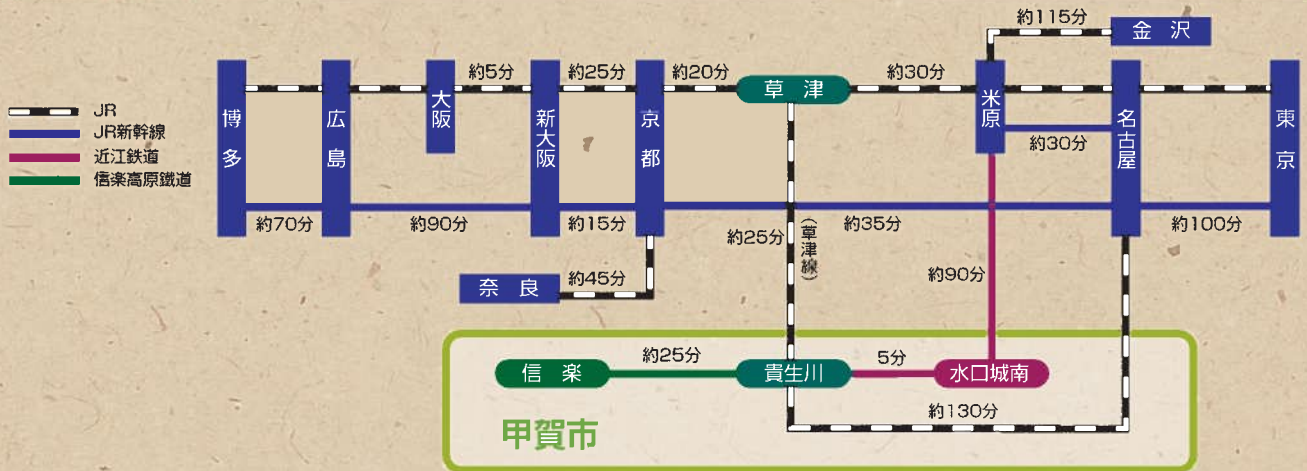 約115分
金沢
約5分
約25分
約20分
約30分
草津
JR
JR新幹線
近江鉄道
信楽高原鐵道
博多
広島
大阪
新大阪
京都
米原
名古屋
東京
約30分
約70分
約90分
約15分
約25分
(草津線)
約35分
約100分
奈良
約45分
約90分
信楽
約25分
貴生川
5分
水口城南
約130分
甲賀市